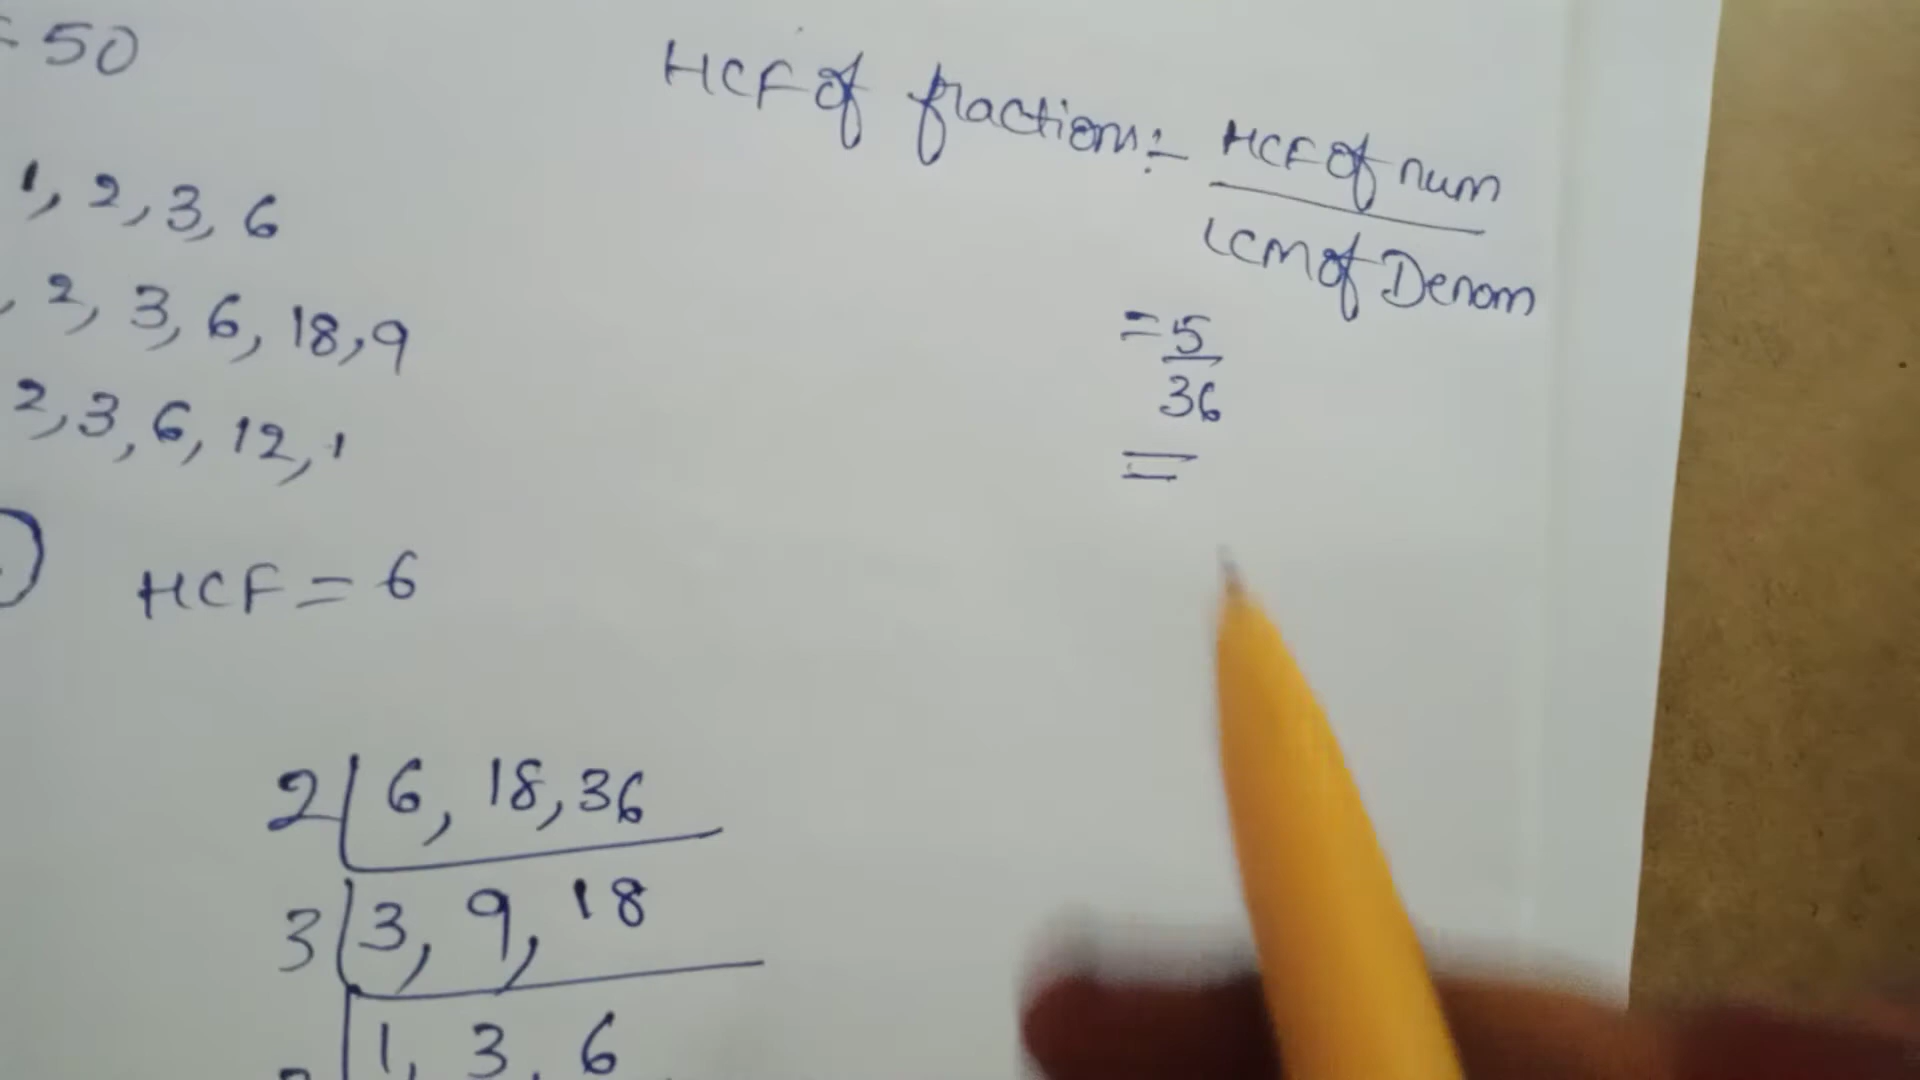 = 50
1, 2, 3, 6
, 2, 3, 6, 18, 9
2, 3, 6, 12, 1
HCF = 6
2 | 6, 18, 36
3 | 3, 9, 18
1, 3, 6
HCF of fraction :- HCF of num
LCM of Denom
= 5
36
=